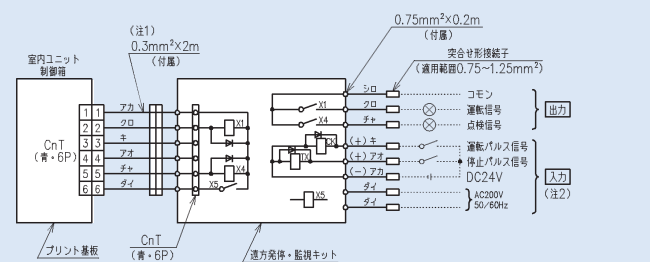 (注1)
0.3mm²×2m
(付属)
0.75mm²×0.2m
(付属)
突合せ形接続子
(適用範囲0.75~1.25mm²)
室内ユニット
制御箱
CnT
(青・6P)
1 1 アカ
2 2 クロ
3 3 キ
4 4 アオ
5 5 チャ
6 6 ダイ
X1
X4
X5
X1
X4
CX
TX
X5
シロ コモン
クロ 運転信号
チャ 点検信号
出力
(+) キ 運転パルス信号
(+) アオ 停止パルス信号
(-) アカ DC24V
ダイ
ダイ
AC200V
50/60Hz
入力
(注2)
プリント基板
CnT
(青・6P)
遠方発停・監視キット